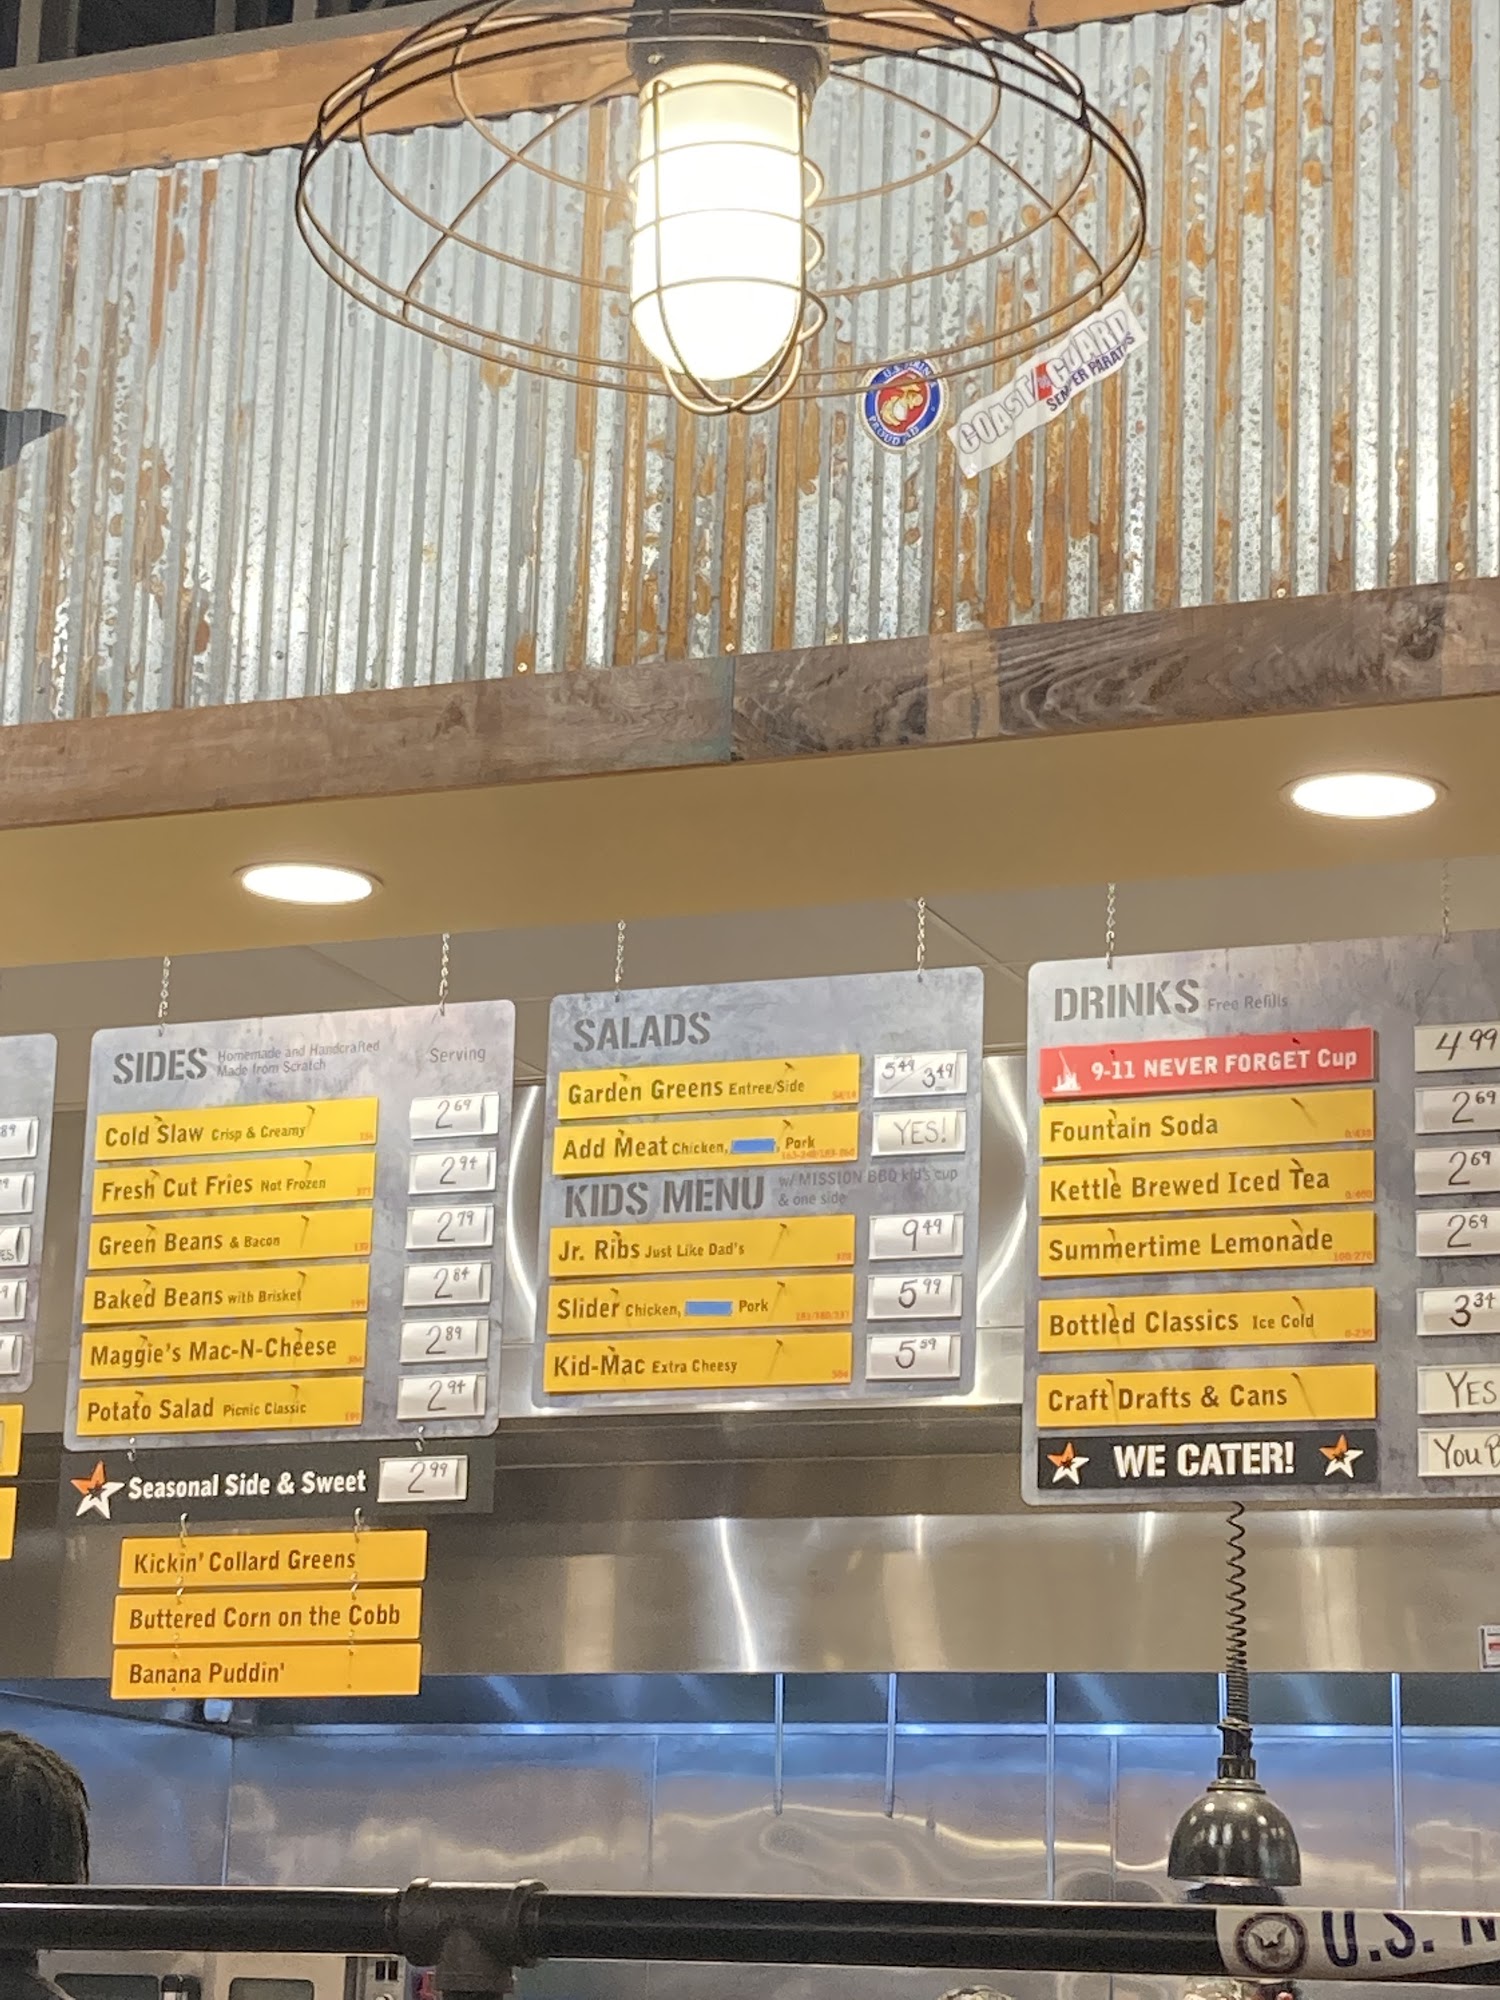 COAST GUARD
SEMPER PARATUS
SIDES Homemade and Handcrafted
Made from Scratch
Serving
Cold Slaw Crisp & Creamy 2 69
Fresh Cut Fries Not Frozen 2 94
Green Beans & Bacon 2 79
Baked Beans with Brisket 2 84
Maggie's Mac-N-Cheese 2 89
Potato Salad Picnic Classic 2 94
Seasonal Side & Sweet 2 99
Kickin' Collard Greens
Buttered Corn on the Cobb
Banana Puddin'
SALADS
Garden Greens Entree/Side 5 49 / 3 49
Add Meat Chicken, , Pork YES!
KIDS MENU w/ MISSION BBQ kid's cup
& one side
Jr. Ribs Just Like Dad's 9 49
Slider Chicken, Pork 5 99
Kid-Mac Extra Cheesy 5 59
DRINKS Free Refills
9-11 NEVER FORGET Cup 4 99
Fountain Soda 2 69
Kettle Brewed Iced Tea 2 69
Summertime Lemonade 2 69
Bottled Classics Ice Cold 3 34
Craft Drafts & Cans YES
WE CATER! You B
U.S. N